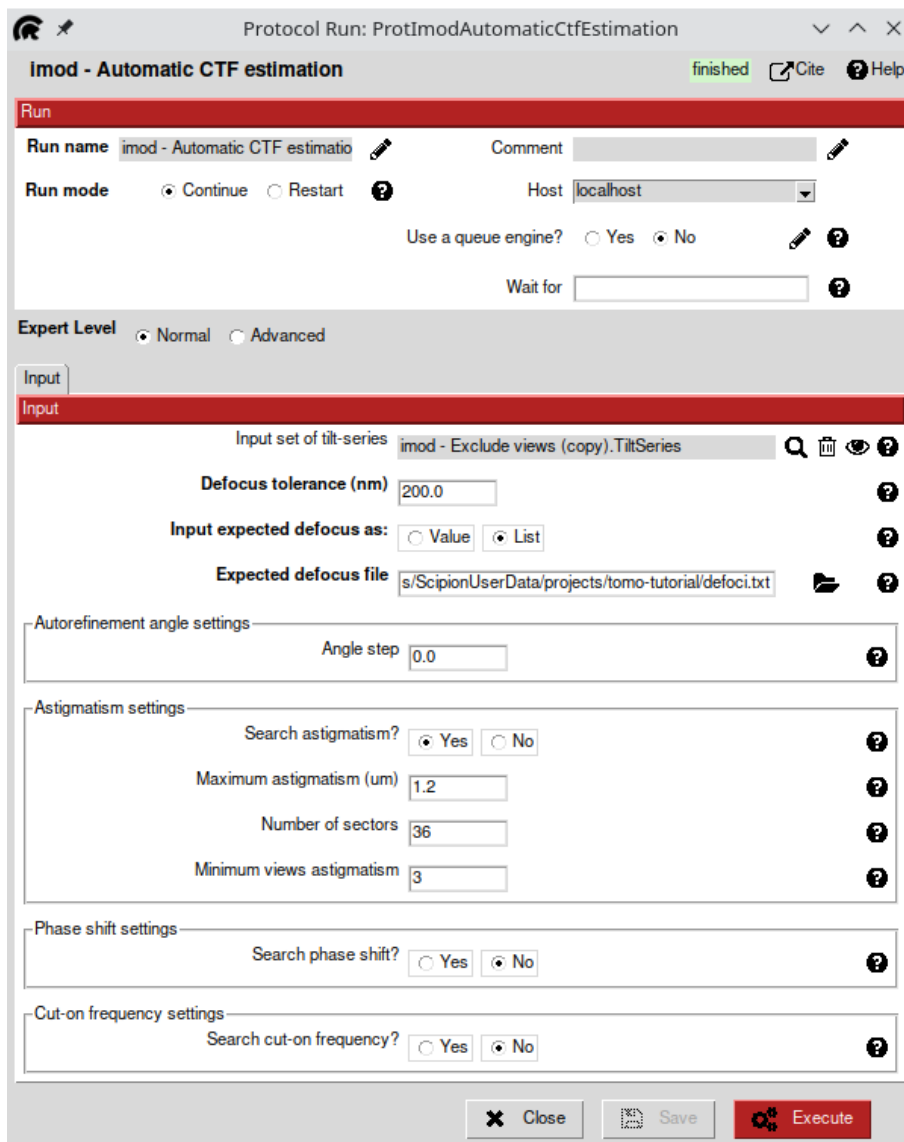 Protocol Run: ProtImodAutomaticCtfEstimation
imod - Automatic CTF estimation finished Cite Help
Run
Run name imod - Automatic CTF estimatio Comment
Run mode Continue Restart Host localhost
Use a queue engine? Yes No
Wait for
Expert Level Normal Advanced
Input
Input
Input set of tilt-series imod - Exclude views (copy).TiltSeries
Defocus tolerance (nm) 200.0
Input expected defocus as: Value List
Expected defocus file s/ScipionUserData/projects/tomo-tutorial/defoci.txt
Autorefinement angle settings
Angle step 0.0
Astigmatism settings
Search astigmatism? Yes No
Maximum astigmatism (um) 1.2
Number of sectors 36
Minimum views astigmatism 3
Phase shift settings
Search phase shift? Yes No
Cut-on frequency settings
Search cut-on frequency? Yes No
Close Save Execute